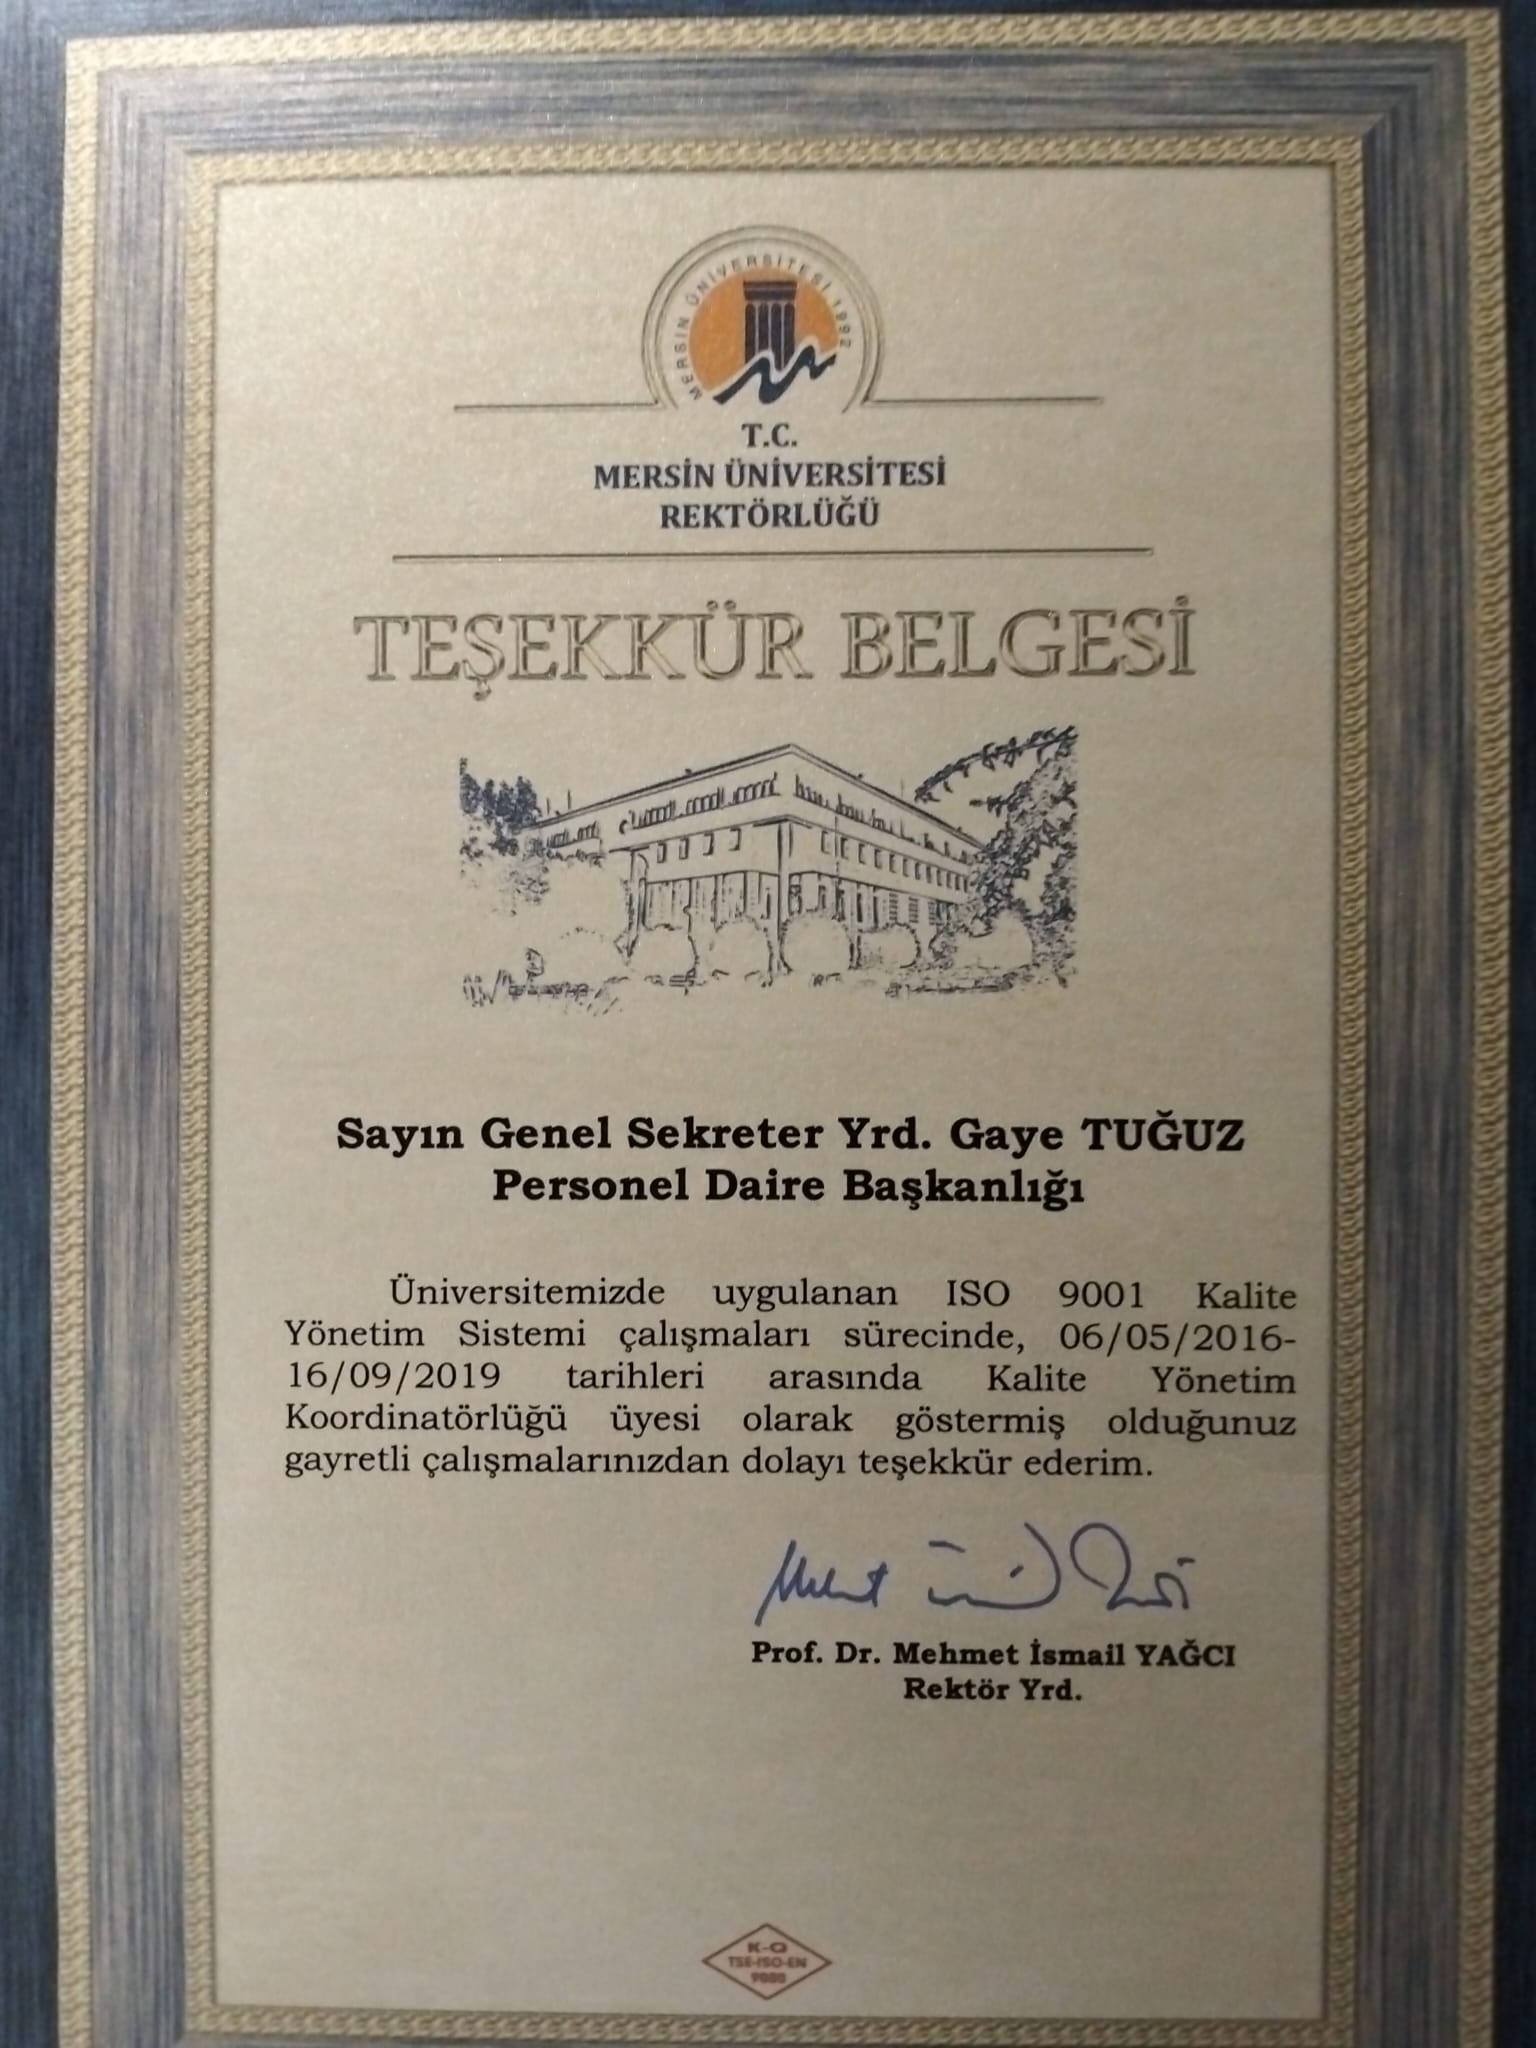 MERSİN ÜNİVERSİTESİ 1992
T.C.
MERSİN ÜNİVERSİTESİ
REKTÖRLÜĞÜ
TEŞEKKÜR BELGESİ
Sayın Genel Sekreter Yrd. Gaye TUĞUZ
Personel Daire Başkanlığı
Üniversitemizde uygulanan ISO 9001 Kalite
Yönetim Sistemi çalışmaları sürecinde, 06/05/2016-
16/09/2019 tarihleri arasında Kalite Yönetim
Koordinatörlüğü üyesi olarak göstermiş olduğunuz
gayretli çalışmalarınızdan dolayı teşekkür ederim.
Prof. Dr. Mehmet İsmail YAĞCI
Rektör Yrd.
K-Q
TSE-ISO-EN
9000